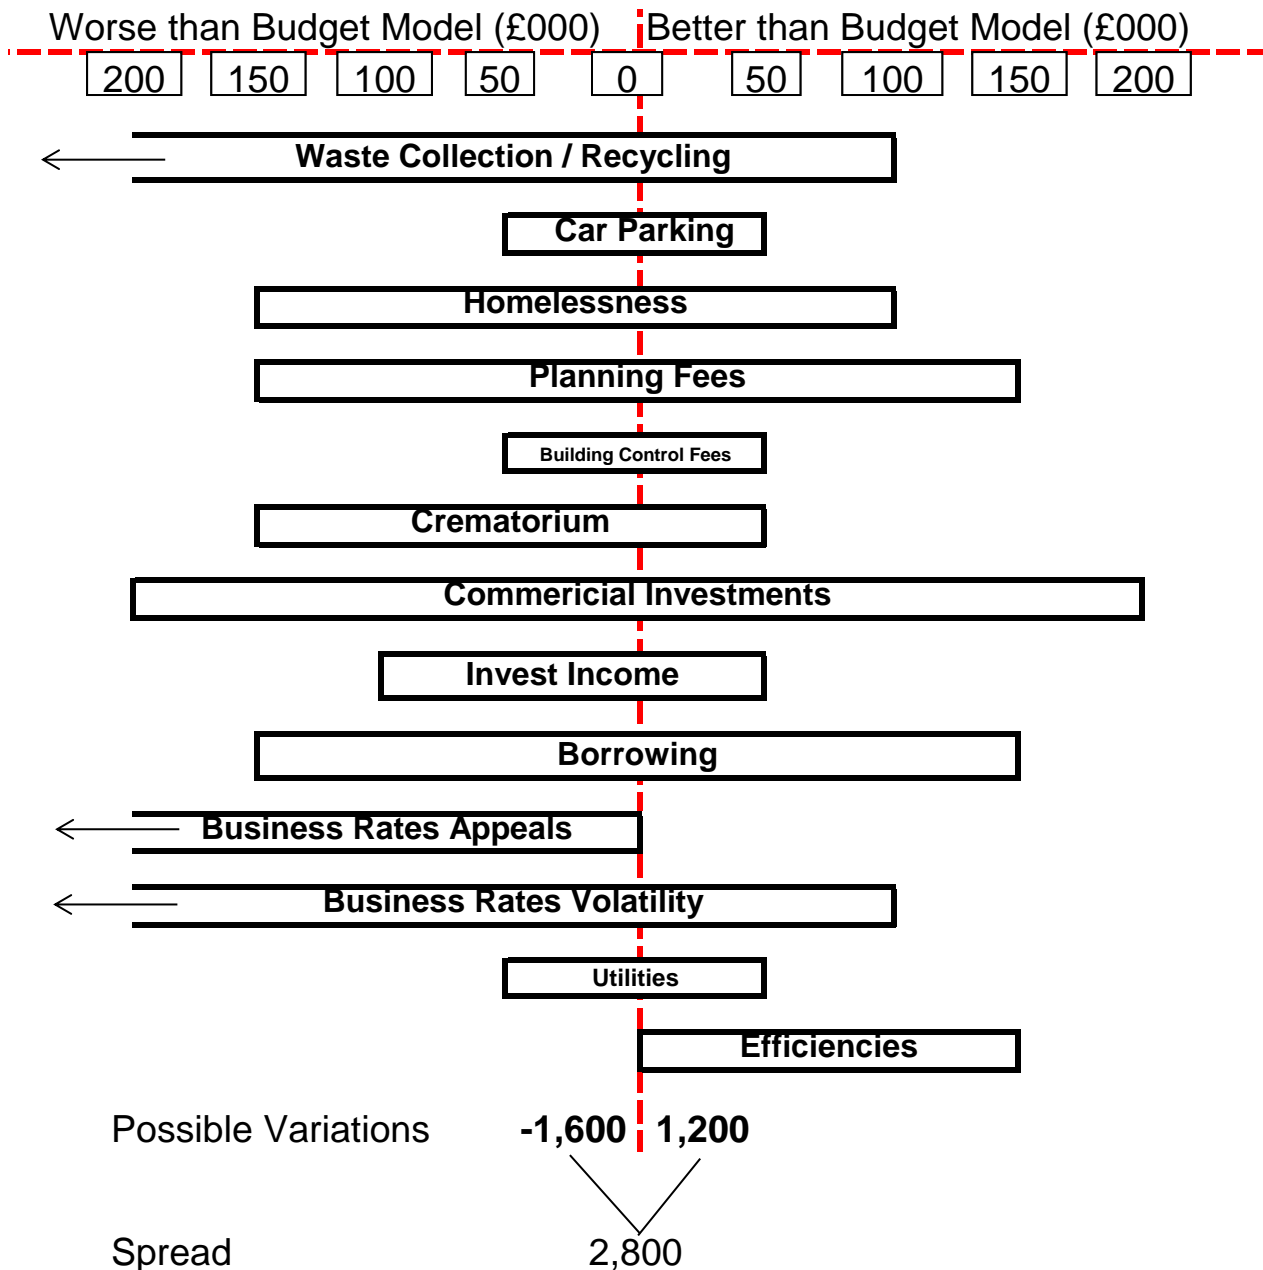 Worse than Budget Model (£000) Better than Budget Model (£000)
200 150 100 50 0 50 100 150 200
Waste Collection / Recycling
Car Parking
Homelessness
Planning Fees
Building Control Fees
Crematorium
Commericial Investments
Invest Income
Borrowing
Business Rates Appeals
Business Rates Volatility
Utilities
Efficiencies
Possible Variations -1,600 1,200
Spread 2,800